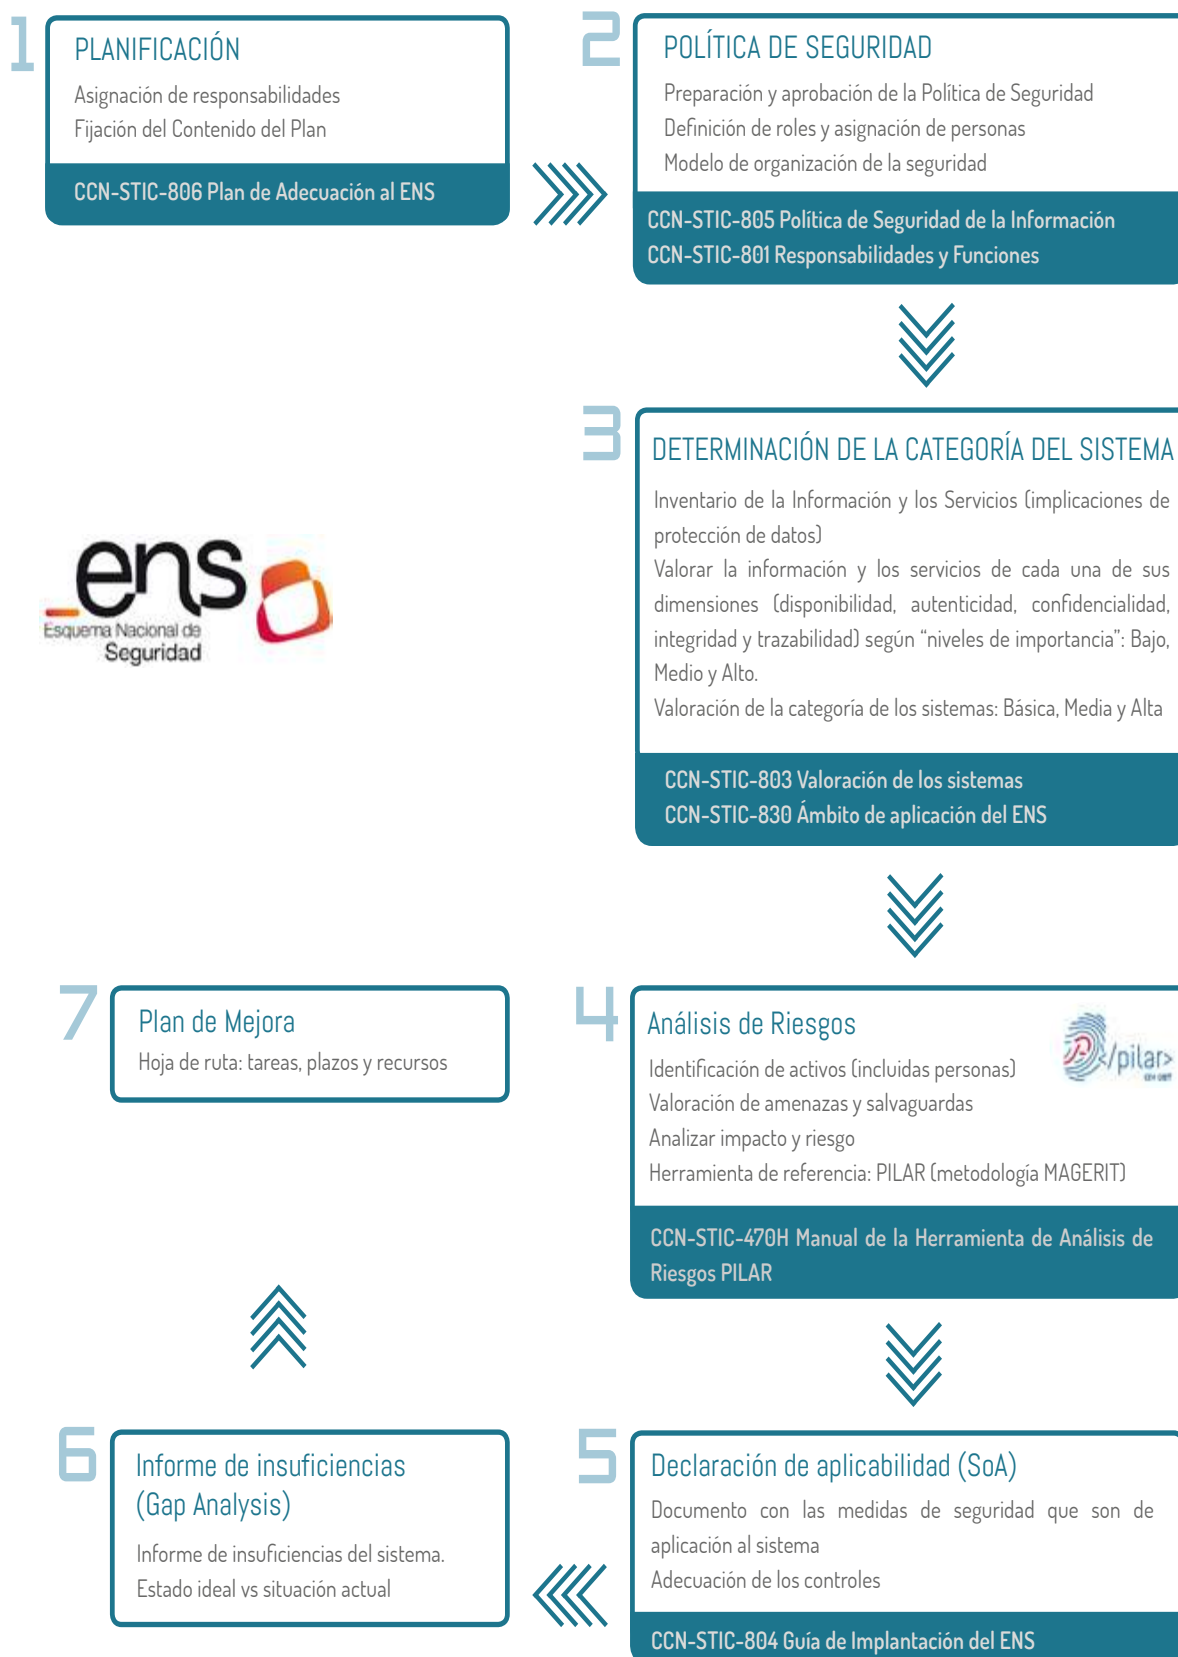 1
PLANIFICACIÓN
Asignación de responsabilidades
Fijación del Contenido del Plan
CCN-STIC-806 Plan de Adecuación al ENS
2
POLÍTICA DE SEGURIDAD
Preparación y aprobación de la Política de Seguridad
Definición de roles y asignación de personas
Modelo de organización de la seguridad
CCN-STIC-805 Política de Seguridad de la Información
CCN-STIC-801 Responsabilidades y Funciones
3
DETERMINACIÓN DE LA CATEGORÍA DEL SISTEMA
Inventario de la Información y los Servicios (implicaciones de
protección de datos)
Valorar la información y los servicios de cada una de sus
dimensiones (disponibilidad, autenticidad, confidencialidad,
integridad y trazabilidad) según “niveles de importancia”: Bajo,
Medio y Alto.
Valoración de la categoría de los sistemas: Básica, Media y Alta
CCN-STIC-803 Valoración de los sistemas
CCN-STIC-830 Ámbito de aplicación del ENS
ens
Esquema Nacional de
Seguridad
4
Análisis de Riesgos
Identificación de activos (incluidas personas)
Valoración de amenazas y salvaguardas
Analizar impacto y riesgo
Herramienta de referencia: PILAR (metodología MAGERIT)
</pilar>
CCN-STIC-470H Manual de la Herramienta de Análisis de
Riesgos PILAR
5
Declaración de aplicabilidad (SoA)
Documento con las medidas de seguridad que son de
aplicación al sistema
Adecuación de los controles
CCN-STIC-804 Guía de Implantación del ENS
6
Informe de insuficiencias
(Gap Analysis)
Informe de insuficiencias del sistema.
Estado ideal vs situación actual
7
Plan de Mejora
Hoja de ruta: tareas, plazos y recursos